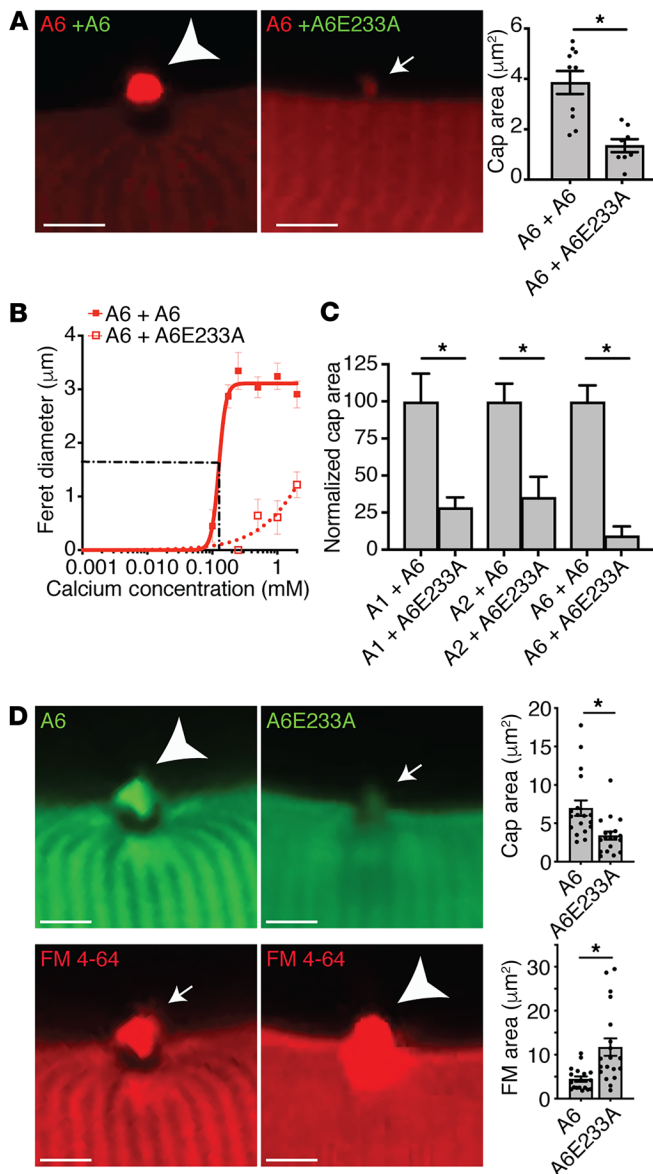 A
A6 +A6
A6 +A6E233A
Cap area (μm²)
6
4
2
0
*
A6 + A6
A6 + A6E233A
B
A6 + A6
A6 + A6E233A
Feret diameter (μm)
4
3
2
1
0
0.001
0.010
0.100
1
Calcium concentration (mM)
C
Normalized cap area
125
100
75
50
25
0
*
*
*
A1 + A6
A1 + A6E233A
A2 + A6
A2 + A6E233A
A6 + A6
A6 + A6E233A
D
A6
A6E233A
Cap area (μm²)
20
15
10
5
0
*
A6
A6E233A
FM 4-64
FM 4-64
FM area (μm²)
30
20
10
0
*
A6
A6E233A